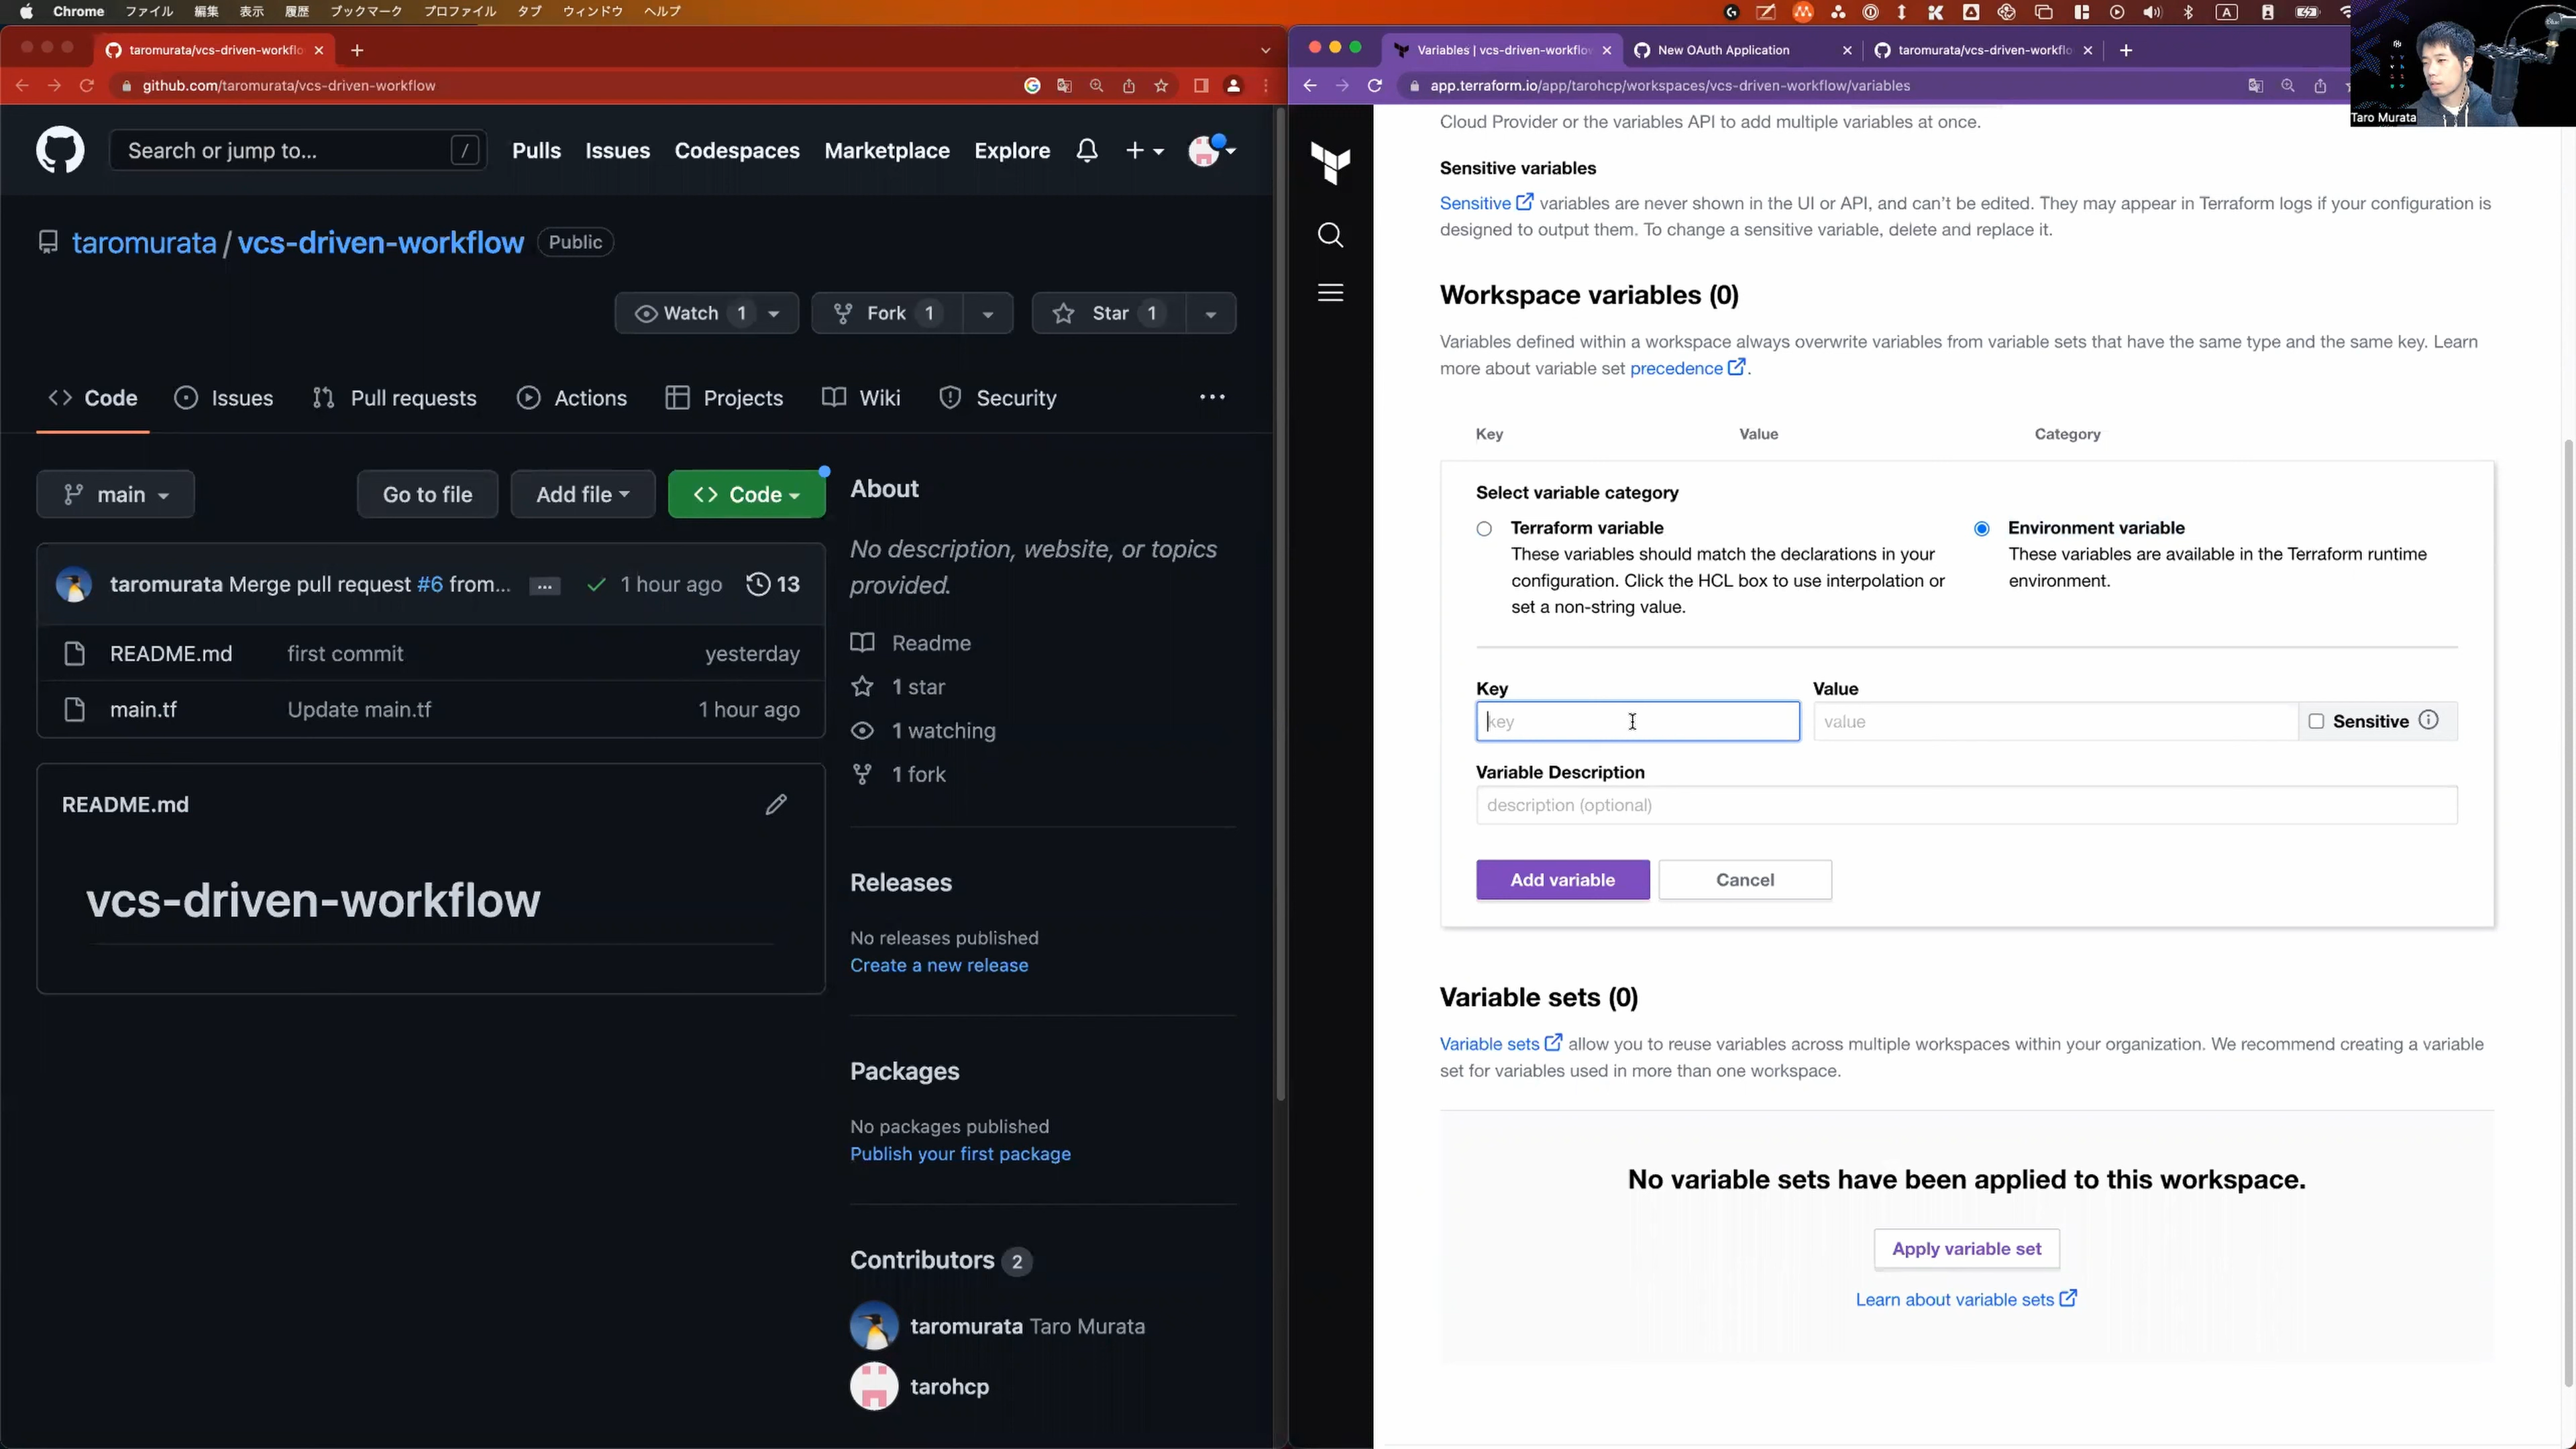 Chrome ファイル 編集 表示 履歴 ブックマーク プロファイル タブ ウィンドウ ヘルプ
taromurata/vcs-driven-workflo
github.com/taromurata/vcs-driven-workflow
Search or jump to... /
Pulls Issues Codespaces Marketplace Explore
taromurata / vcs-driven-workflow Public
Watch 1 Fork 1 Star 1
Code Issues Pull requests Actions Projects Wiki Security
main Go to file Add file Code
taromurata Merge pull request #6 from... ... 1 hour ago 13
README.md first commit yesterday
main.tf Update main.tf 1 hour ago
README.md
vcs-driven-workflow
About
No description, website, or topics
provided.
Readme
1 star
1 watching
1 fork
Releases
No releases published
Create a new release
Packages
No packages published
Publish your first package
Contributors 2
taromurata Taro Murata
tarohcp
Variables | vcs-driven-workflov New OAuth Application taromurata/vcs-driven-workflo
app.terraform.io/app/tarohcp/workspaces/vcs-driven-workflow/variables
Taro Murata
Cloud Provider or the variables API to add multiple variables at once.
Sensitive variables
Sensitive variables are never shown in the UI or API, and can't be edited. They may appear in Terraform logs if your configuration is
designed to output them. To change a sensitive variable, delete and replace it.
Workspace variables (0)
Variables defined within a workspace always overwrite variables from variable sets that have the same type and the same key. Learn
more about variable set precedence .
Key Value Category
Select variable category
Terraform variable
These variables should match the declarations in your
configuration. Click the HCL box to use interpolation or
set a non-string value.
Environment variable
These variables are available in the Terraform runtime
environment.
Key Value
key value Sensitive
Variable Description
description (optional)
Add variable Cancel
Variable sets (0)
Variable sets allow you to reuse variables across multiple workspaces within your organization. We recommend creating a variable
set for variables used in more than one workspace.
No variable sets have been applied to this workspace.
Apply variable set
Learn about variable sets